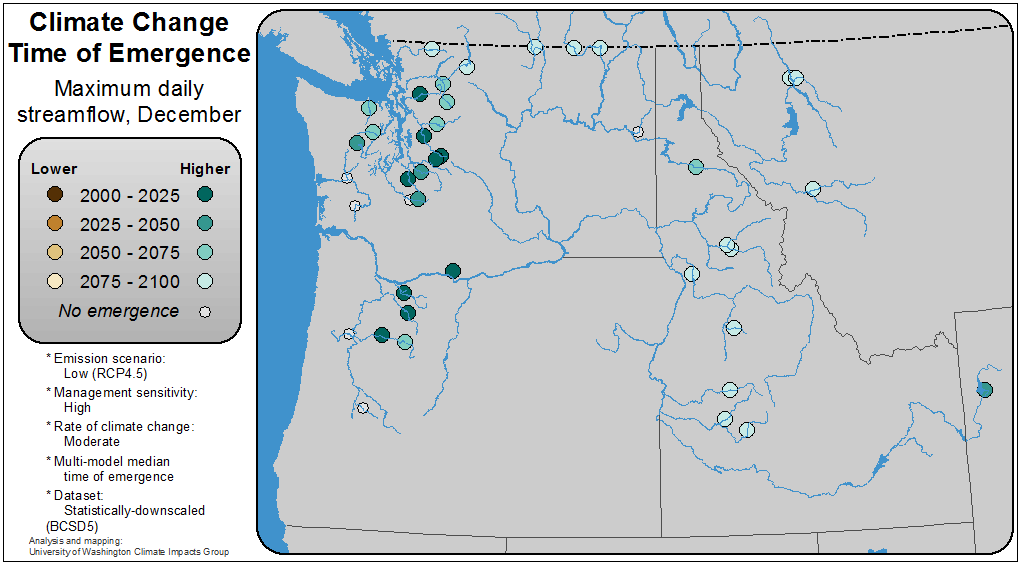 Climate Change
Time of Emergence
Maximum daily
streamflow, December
Lower Higher
2000 - 2025
2025 - 2050
2050 - 2075
2075 - 2100
No emergence
* Emission scenario:
Low (RCP4.5)
* Management sensitivity:
High
* Rate of climate change:
Moderate
* Multi-model median
time of emergence
* Dataset:
Statistically-downscaled
(BCSD5)
Analysis and mapping:
University of Washington Climate Impacts Group